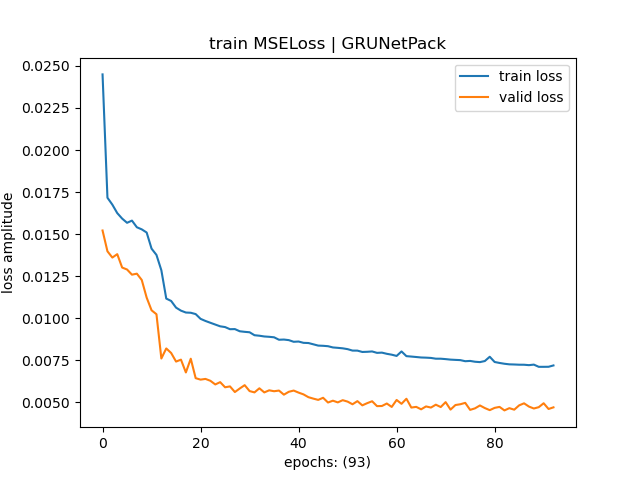 train MSELoss | GRUNetPack
train loss
valid loss
loss amplitude
0.0250
0.0225
0.0200
0.0175
0.0150
0.0125
0.0100
0.0075
0.0050
0
20
40
60
80
epochs: (93)